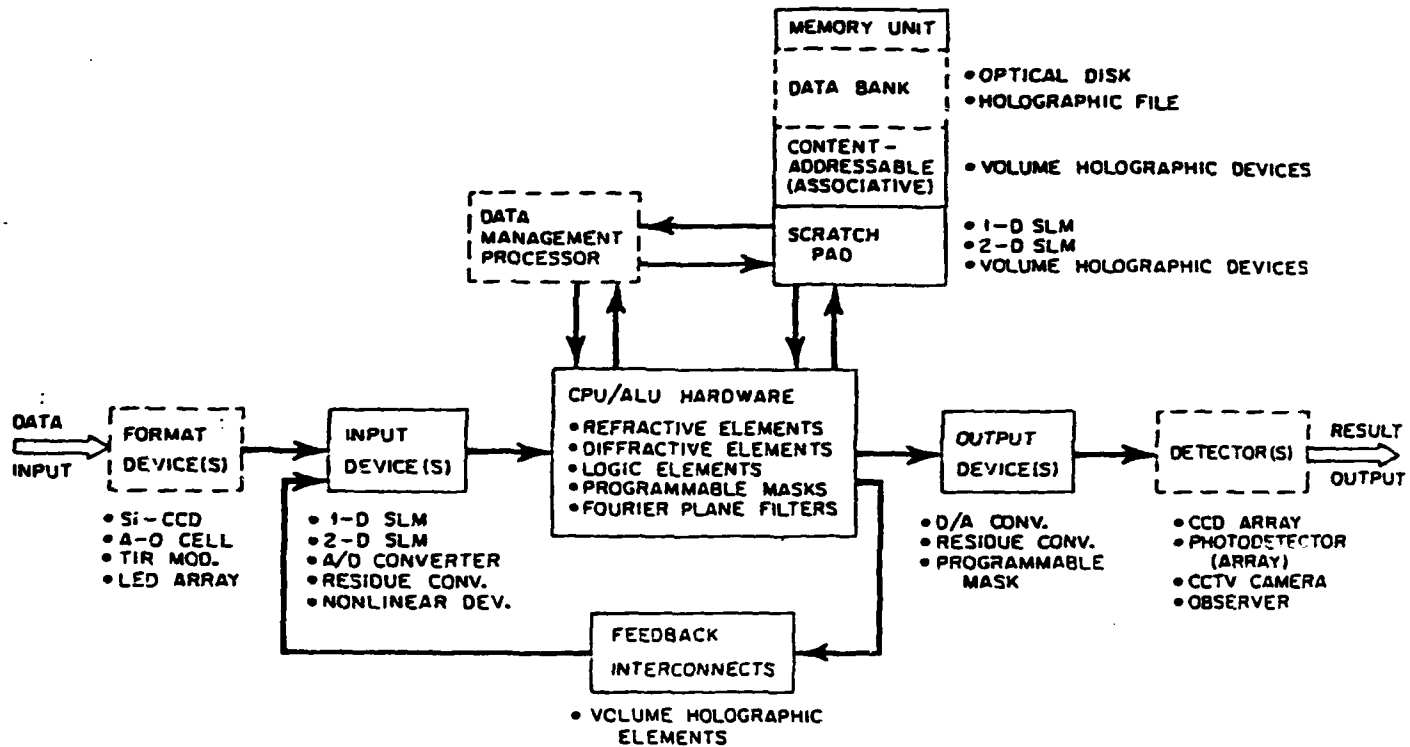 MEMORY UNIT
DATA BANK
• OPTICAL DISK
• HOLOGRAPHIC FILE
CONTENT-
ADDRESSABLE
(ASSOCIATIVE)
• VOLUME HOLOGRAPHIC DEVICES
DATA
MANAGEMENT
PROCESSOR
SCRATCH
PAD
• 1-D SLM
• 2-D SLM
• VOLUME HOLOGRAPHIC DEVICES
DATA
INPUT
FORMAT
DEVICE(S)
• Si-CCD
• A-O CELL
• TIR MOD.
• LED ARRAY
INPUT
DEVICE(S)
• 1-D SLM
• 2-D SLM
• A/D CONVERTER
• RESIDUE CONV.
• NONLINEAR DEV.
CPU/ALU HARDWARE
• REFRACTIVE ELEMENTS
• DIFFRACTIVE ELEMENTS
• LOGIC ELEMENTS
• PROGRAMMABLE MASKS
• FOURIER PLANE FILTERS
OUTPUT
DEVICE(S)
• D/A CONV.
• RESIDUE CONV.
• PROGRAMMABLE
MASK
DETECTOR(S)
• CCD ARRAY
• PHOTODETECTOR
(ARRAY)
• CCTV CAMERA
• OBSERVER
RESULT
OUTPUT
FEEDBACK
INTERCONNECTS
• VOLUME HOLOGRAPHIC
ELEMENTS